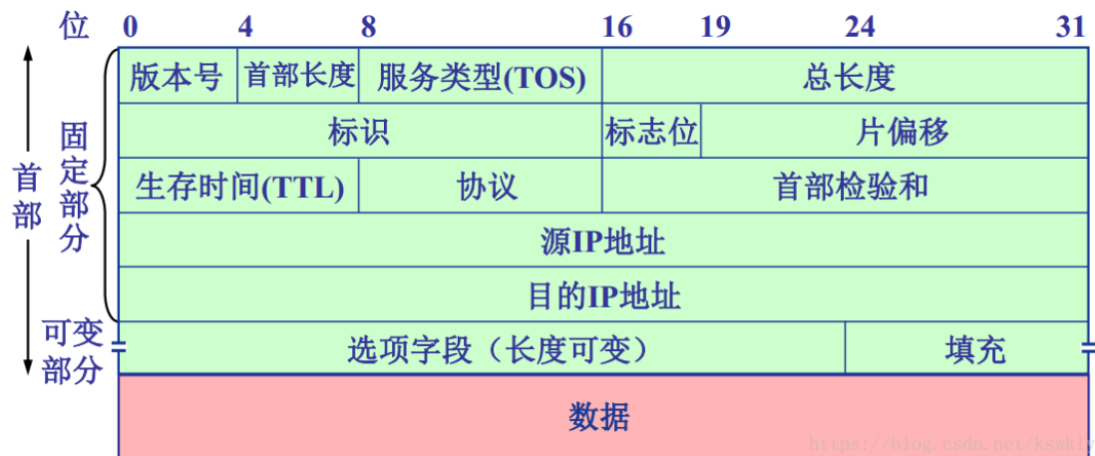 位 0 4 8 16 19 24 31
版本号 首部长度 服务类型(TOS) 总长度
标识 标志位 片偏移
生存时间(TTL) 协议 首部检验和
源IP地址
目的IP地址
选项字段（长度可变） 填充
数据
首部
固定部分
可变
部分
https://blog.csdn.net/kswkly